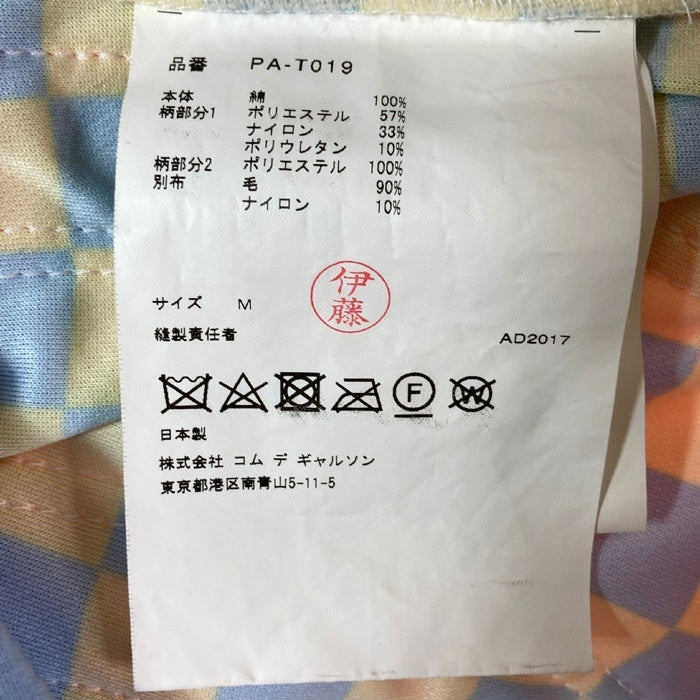 品番 PA-T019
本体 綿 100%
柄部分1 ポリエステル 57%
ナイロン 33%
ポリウレタン 10%
柄部分2 ポリエステル 100%
別布 毛 90%
ナイロン 10%
伊藤
サイズ M
縫製責任者 AD2017
F W
日本製
株式会社 コム デ ギャルソン
東京都港区南青山5-11-5